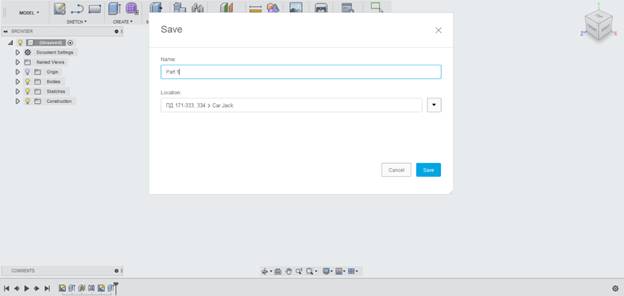 MODEL
SKETCH
CREATE
BROWSER
(Unsaved)
Document Settings
Named Views
Origin
Bodies
Sketches
Construction
Save
Name:
Part 1
Location:
ПД 171-333, 334 > Car Jack
Cancel
Save
COMMENTS